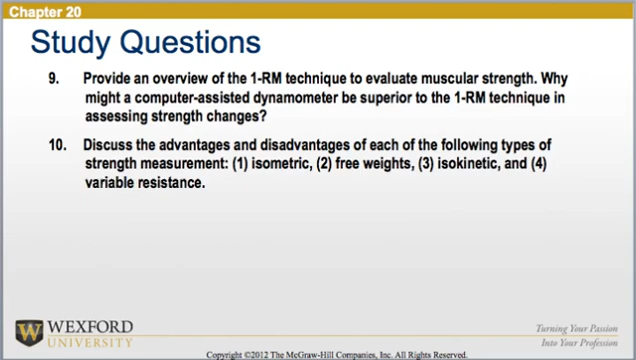 Chapter 20
Study Questions
9. Provide an overview of the 1-RM technique to evaluate muscular strength. Why
might a computer-assisted dynamometer be superior to the 1-RM technique in
assessing strength changes?
10. Discuss the advantages and disadvantages of each of the following types of
strength measurement: (1) isometric, (2) free weights, (3) isokinetic, and (4)
variable resistance.
W
WEXFORD
UNIVERSITY
Turning Your Passion
Into Your Profession
Copyright ©2012 The McGraw-Hill Companies, Inc. All Rights Reserved.